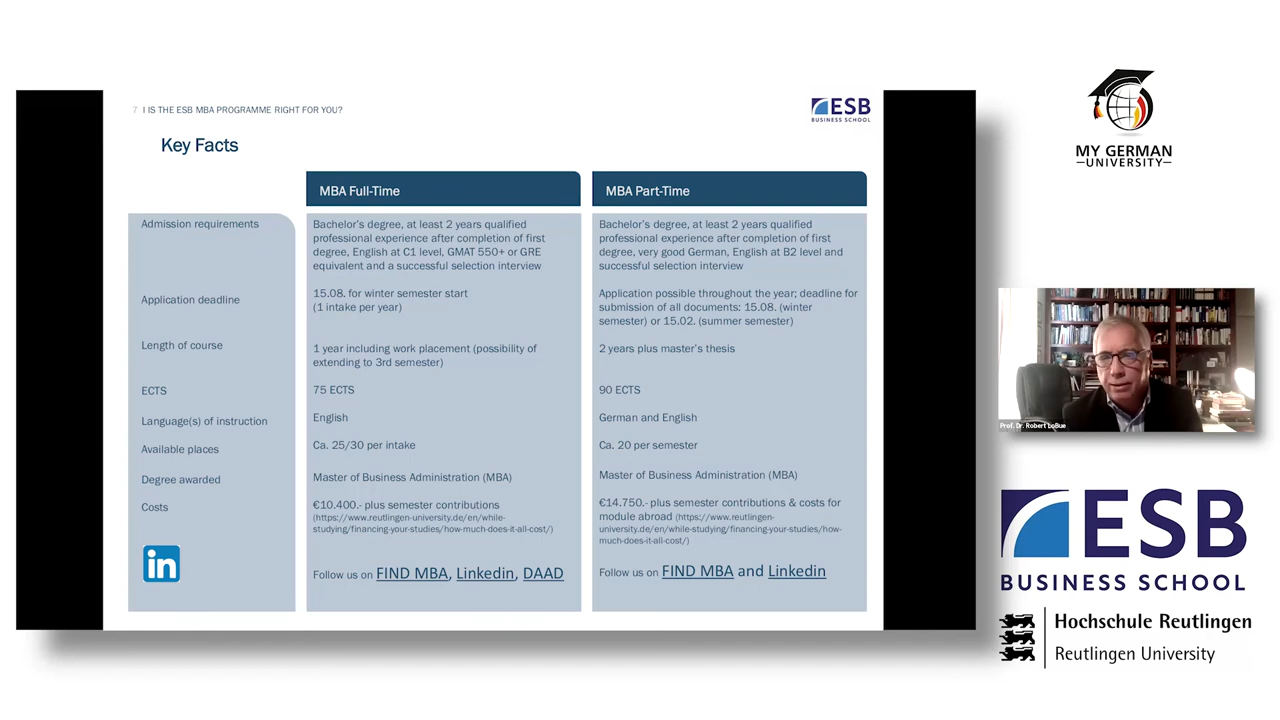 7 I IS THE ESB MBA PROGRAMME RIGHT FOR YOU?
ESB
BUSINESS SCHOOL
Key Facts
MBA Full-Time
MBA Part-Time
Admission requirements
Bachelor's degree, at least 2 years qualified
professional experience after completion of first
degree, English at C1 level, GMAT 550+ or GRE
equivalent and a successful selection interview
Bachelor's degree, at least 2 years qualified
professional experience after completion of first
degree, very good German, English at B2 level and
successful selection interview
Application deadline
15.08. for winter semester start
(1 intake per year)
Application possible throughout the year; deadline for
submission of all documents: 15.08. (winter
semester) or 15.02. (summer semester)
Length of course
1 year including work placement (possibility of
extending to 3rd semester)
2 years plus master's thesis
ECTS
75 ECTS
90 ECTS
Language(s) of instruction
English
German and English
Available places
Ca. 25/30 per intake
Ca. 20 per semester
Degree awarded
Master of Business Administration (MBA)
Master of Business Administration (MBA)
Costs
€10.400.- plus semester contributions
(https://www.reutlingen-university.de/en/while-
studying/financing-your-studies/how-much-does-it-all-cost/)
€14.750.- plus semester contributions & costs for
module abroad (https://www.reutlingen-
university.de/en/while-studying/financing-your-studies/how-
much-does-it-all-cost/)
in
Follow us on FIND MBA, Linkedin, DAAD
Follow us on FIND MBA and Linkedin
MY GERMAN
UNIVERSITY
Prof. Dr. Robert LoBue
ESB
BUSINESS SCHOOL
Hochschule Reutlingen
Reutlingen University